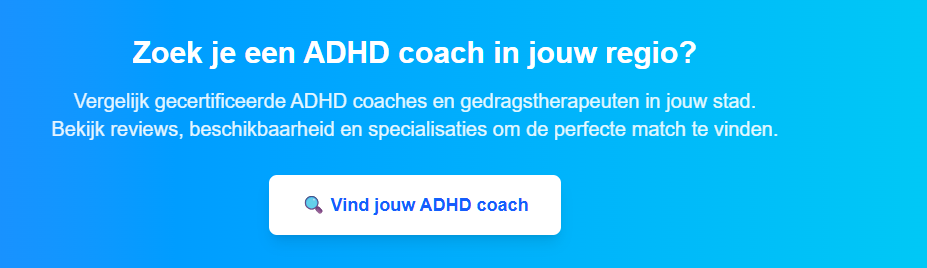 Zoek je een ADHD coach in jouw regio?
Vergelijk gecertificeerde ADHD coaches en gedragstherapeuten in jouw stad.
Bekijk reviews, beschikbaarheid en specialisaties om de perfecte match te vinden.
🔍 Vind jouw ADHD coach